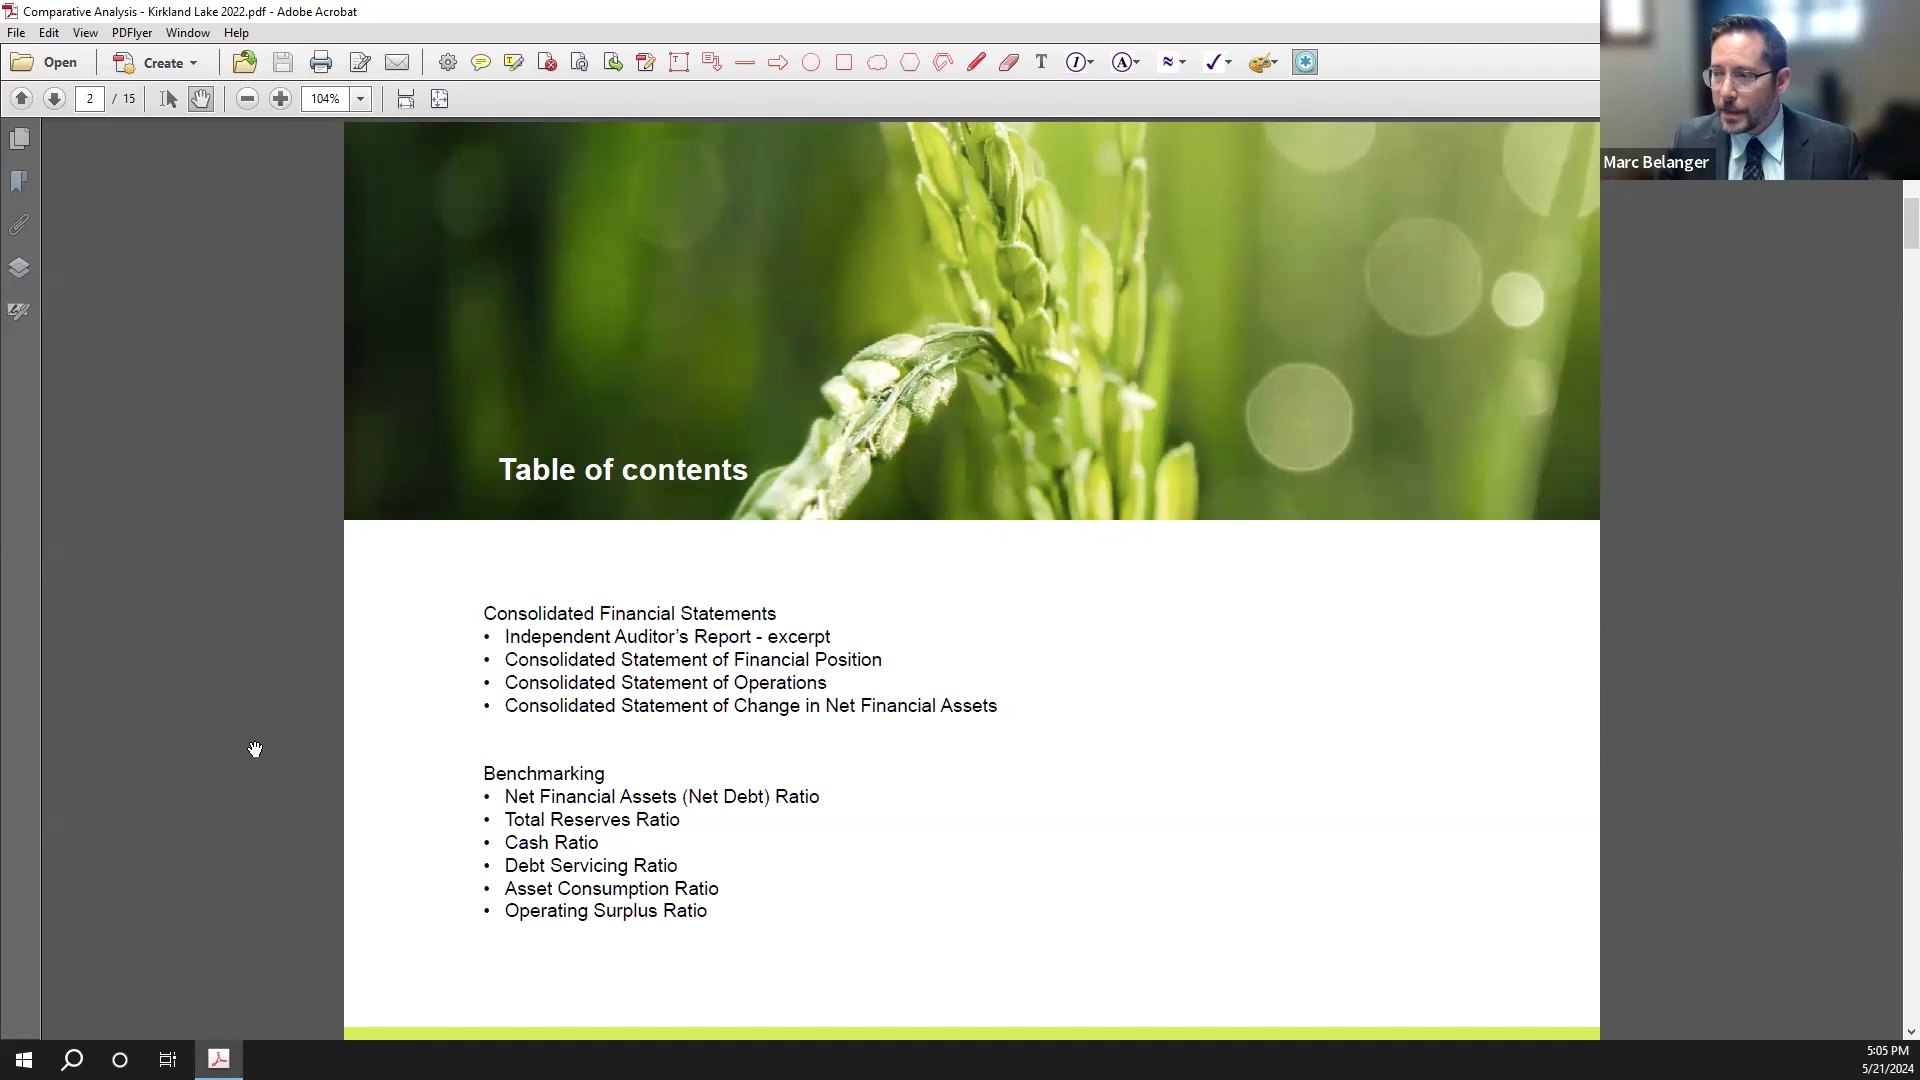 Comparative Analysis - Kirkland Lake 2022.pdf - Adobe Acrobat
File Edit View PDFlyer Window Help
Open Create
2 / 15 104%
Marc Belanger
Table of contents
Consolidated Financial Statements
• Independent Auditor’s Report - excerpt
• Consolidated Statement of Financial Position
• Consolidated Statement of Operations
• Consolidated Statement of Change in Net Financial Assets
Benchmarking
• Net Financial Assets (Net Debt) Ratio
• Total Reserves Ratio
• Cash Ratio
• Debt Servicing Ratio
• Asset Consumption Ratio
• Operating Surplus Ratio
5:05 PM
5/21/2024